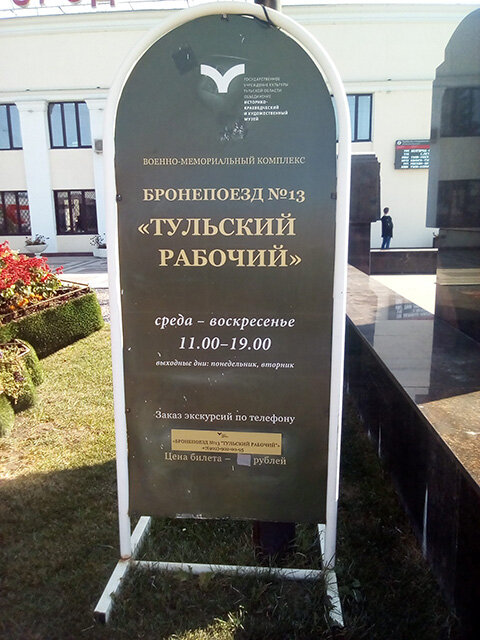 ГОСУДАРСТВЕННОЕ
УЧРЕЖДЕНИЕ КУЛЬТУРЫ
ТУЛЬСКОЙ ОБЛАСТИ
ОБЪЕДИНЕНИЕ
ИСТОРИКО-
КРАЕВЕДЧЕСКИЙ
И ХУДОЖЕСТВЕННЫЙ
МУЗЕЙ
ВОЕННО-МЕМОРИАЛЬНЫЙ КОМПЛЕКС
БРОНЕПОЕЗД №13
«ТУЛЬСКИЙ
РАБОЧИЙ»
среда – воскресенье
11.00–19.00
выходные дни: понедельник, вторник
Заказ экскурсий по телефону
«БРОНЕПОЕЗД №13 "ТУЛЬСКИЙ РАБОЧИЙ"»
Цена билета – рублей